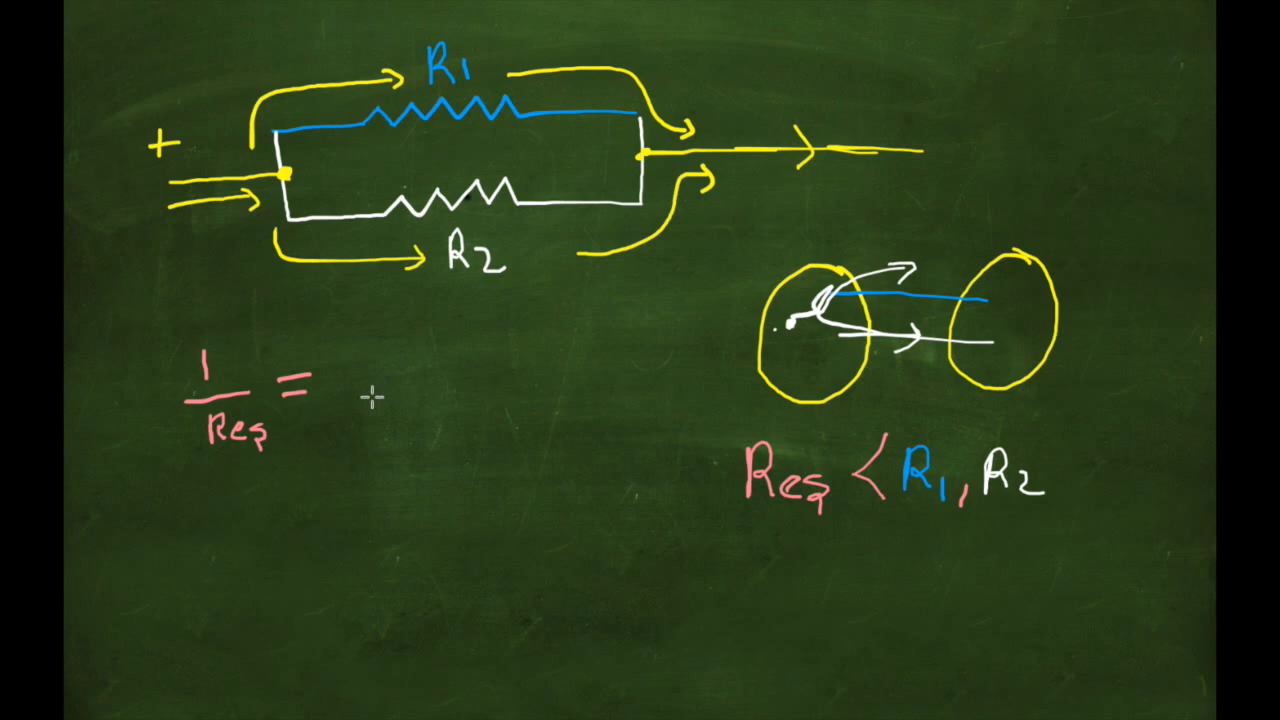 R1
+
R2
1/Req =
Req < R1, R2